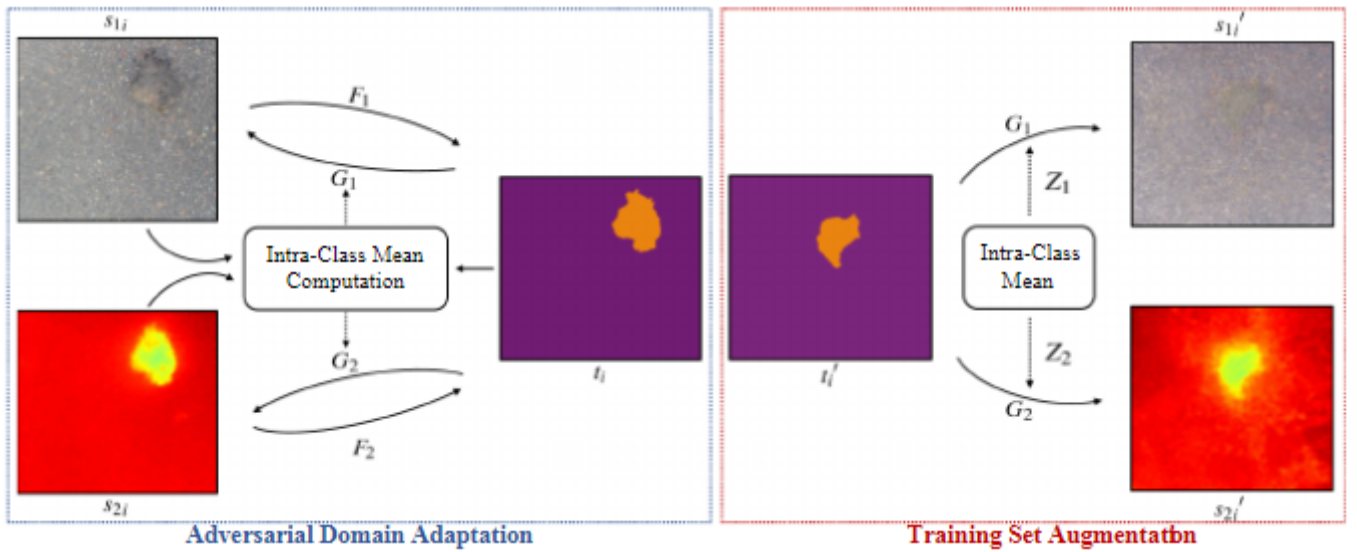 s₁ᵢ
F₁
G₁
Intra-Class Mean
Computation
G₂
F₂
s₂ᵢ
tᵢ
Adversarial Domain Adaptation
s₁ᵢ′
G₁
Z₁
Intra-Class
Mean
Z₂
G₂
tᵢ′
s₂ᵢ′
Training Set Augmentation